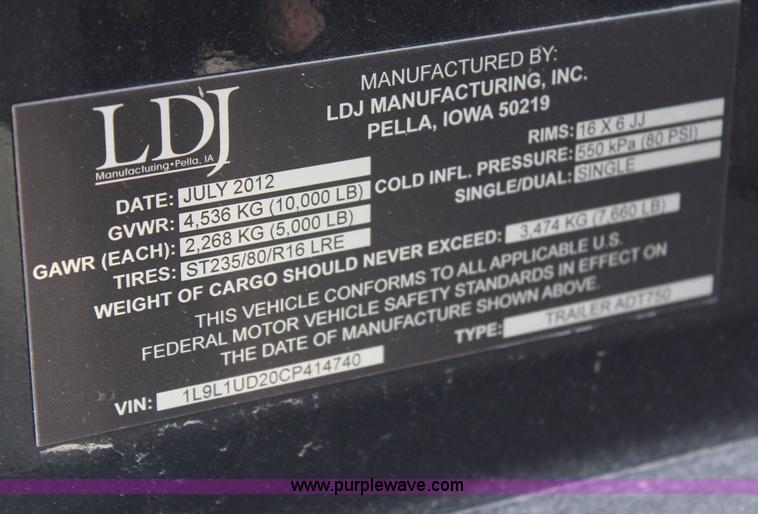 LDJ
Manufacturing•Pella, IA
MANUFACTURED BY:
LDJ MANUFACTURING, INC.
PELLA, IOWA 50219
DATE: JULY 2012
GVWR: 4,536 KG (10,000 LB)
GAWR (EACH): 2,268 KG (5,000 LB)
TIRES: ST235/80/R16 LRE
RIMS: 16 X 6 JJ
COLD INFL. PRESSURE: 550 kPa (80 PSI)
SINGLE/DUAL: SINGLE
WEIGHT OF CARGO SHOULD NEVER EXCEED: 3,474 KG (7,660 LB)
THIS VEHICLE CONFORMS TO ALL APPLICABLE U.S.
FEDERAL MOTOR VEHICLE SAFETY STANDARDS IN EFFECT ON
THE DATE OF MANUFACTURE SHOWN ABOVE.
VIN: 1L9L1UD20CP414740
TYPE: TRAILER ADT750
www.purplewave.com